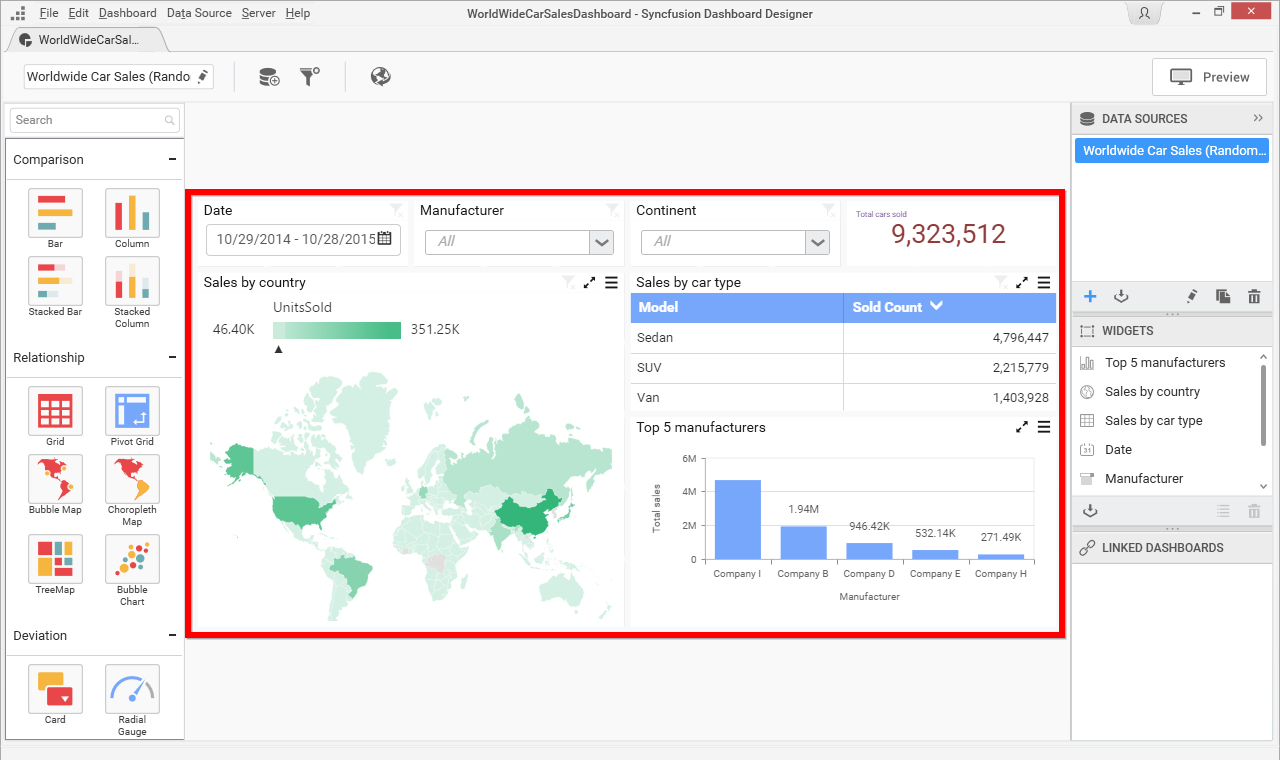 File Edit Dashboard Data Source Server Help
WorldWideCarSalesDashboard - Syncfusion Dashboard Designer
WorldWideCarSal...
Worldwide Car Sales (Rando
Preview
Search
Comparison
Bar
Column
Stacked Bar
Stacked
Column
Relationship
Grid
Pivot Grid
Bubble Map
Choropleth
Map
TreeMap
Bubble
Chart
Deviation
Card
Radial
Gauge
Date
10/29/2014 - 10/28/2015
Manufacturer
All
Continent
All
Total cars sold
9,323,512
Sales by country
UnitsSold
46.40K
351.25K
Sales by car type
Model Sold Count
Sedan 4,796,447
SUV 2,215,779
Van 1,403,928
Top 5 manufacturers
Total sales
6M
4M
2M
0
1.94M
946.42K
532.14K
271.49K
Company I Company B Company D Company E Company H
Manufacturer
DATA SOURCES
Worldwide Car Sales (Random...
WIDGETS
Top 5 manufacturers
Sales by country
Sales by car type
31
Date
Manufacturer
LINKED DASHBOARDS